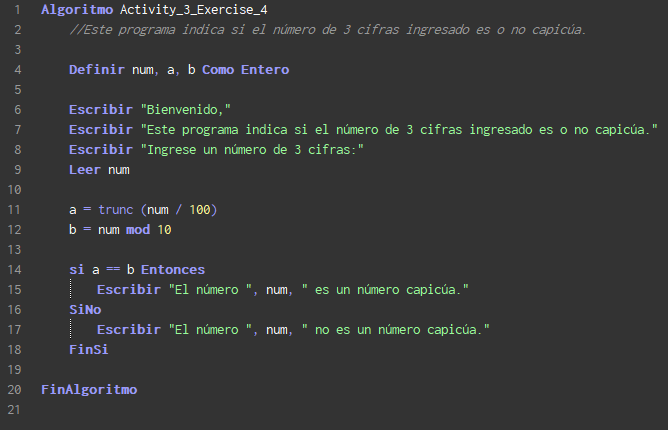 1 Algoritmo Activity_3_Exercise_4
2 //Este programa indica si el número de 3 cifras ingresado es o no capicúa.
3
4 Definir num, a, b Como Entero
5
6 Escribir "Bienvenido,"
7 Escribir "Este programa indica si el número de 3 cifras ingresado es o no capicúa."
8 Escribir "Ingrese un número de 3 cifras:"
9 Leer num
10
11 a = trunc (num / 100)
12 b = num mod 10
13
14 si a == b Entonces
15 Escribir "El número ", num, " es un número capicúa."
16 SiNo
17 Escribir "El número ", num, " no es un número capicúa."
18 FinSi
19
20 FinAlgoritmo
21